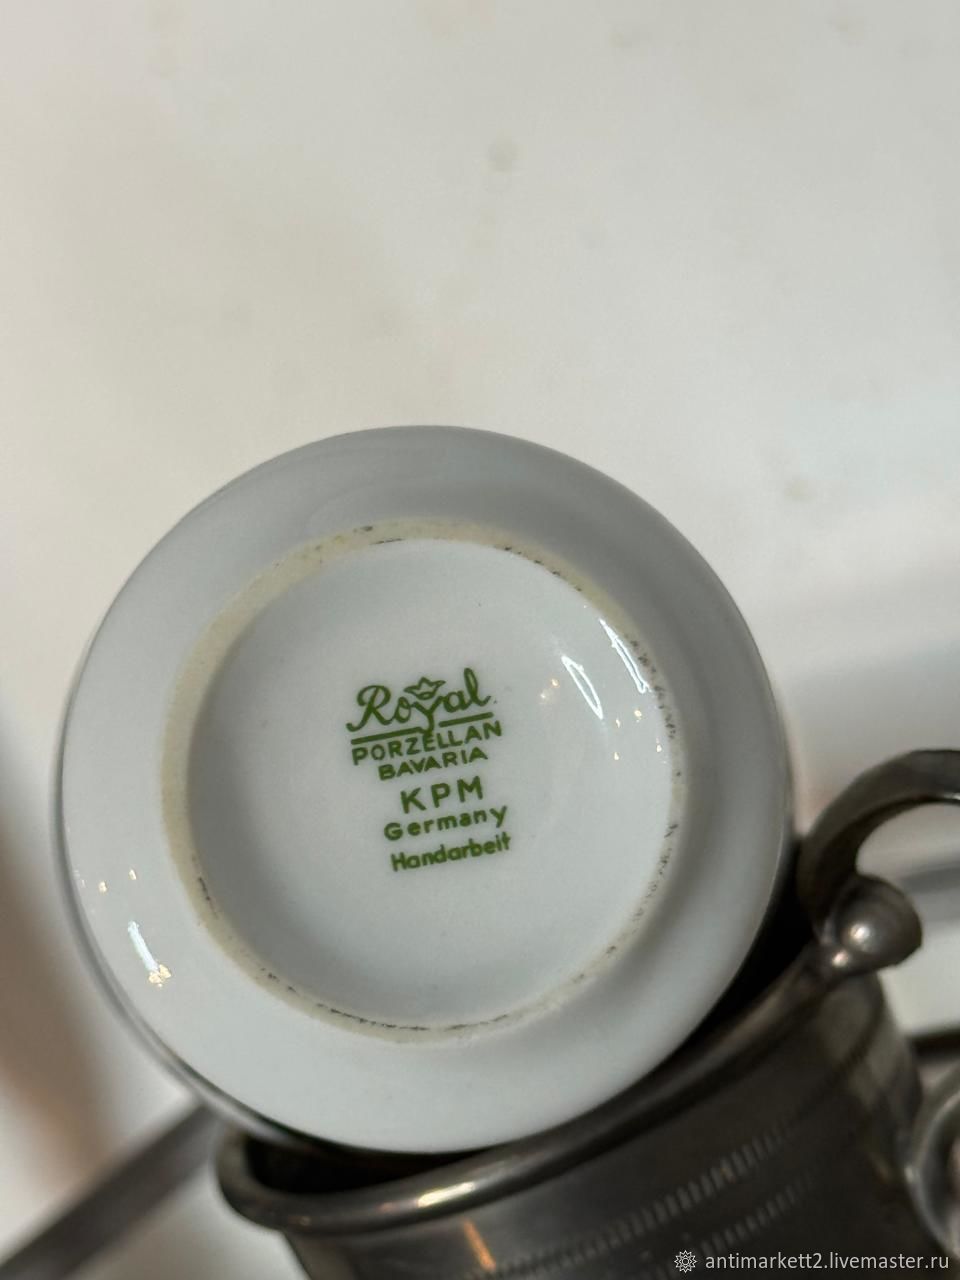 Royal
PORZELLAN
BAVARIA
KPM
Germany
Handarbeit
antimarkett2.livemaster.ru